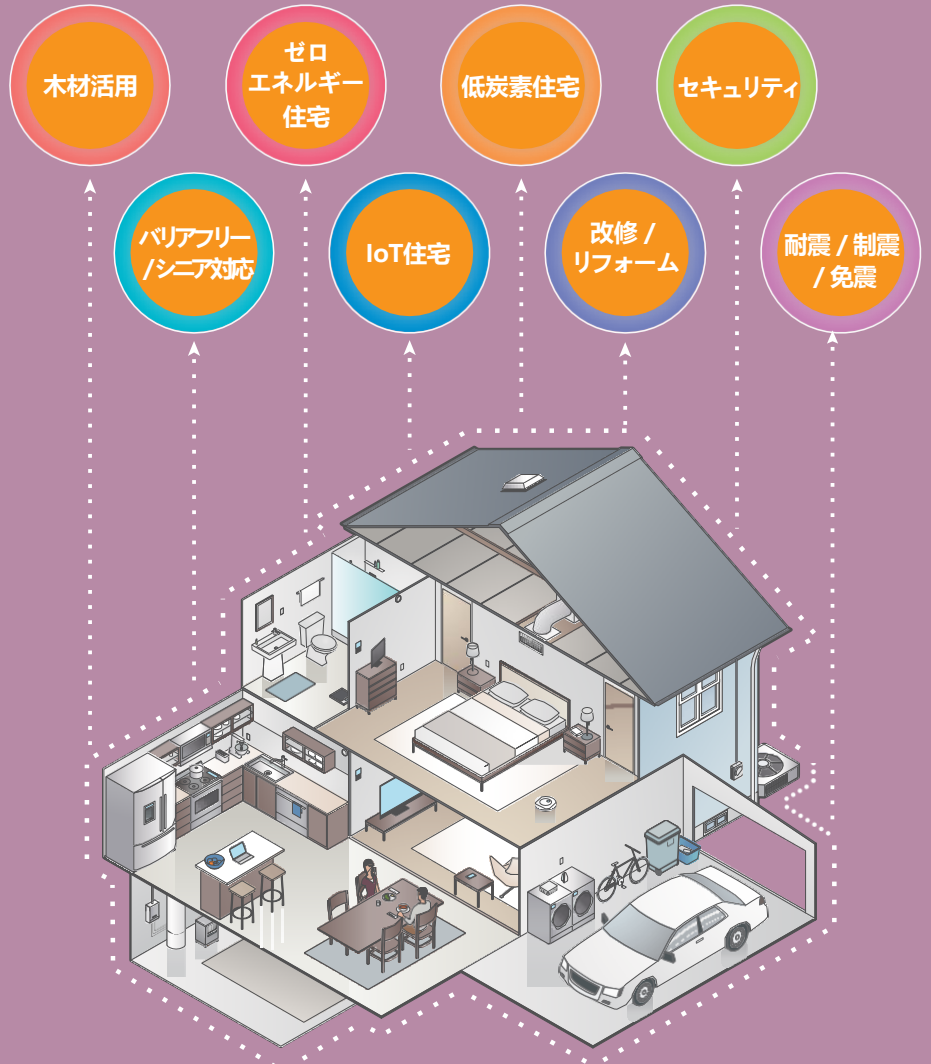 木材活用
ゼロ
エネルギー
住宅
低炭素住宅
セキュリティ
バリアフリー
/シニア対応
IoT住宅
改修 /
リフォーム
耐震 / 制震
/ 免震